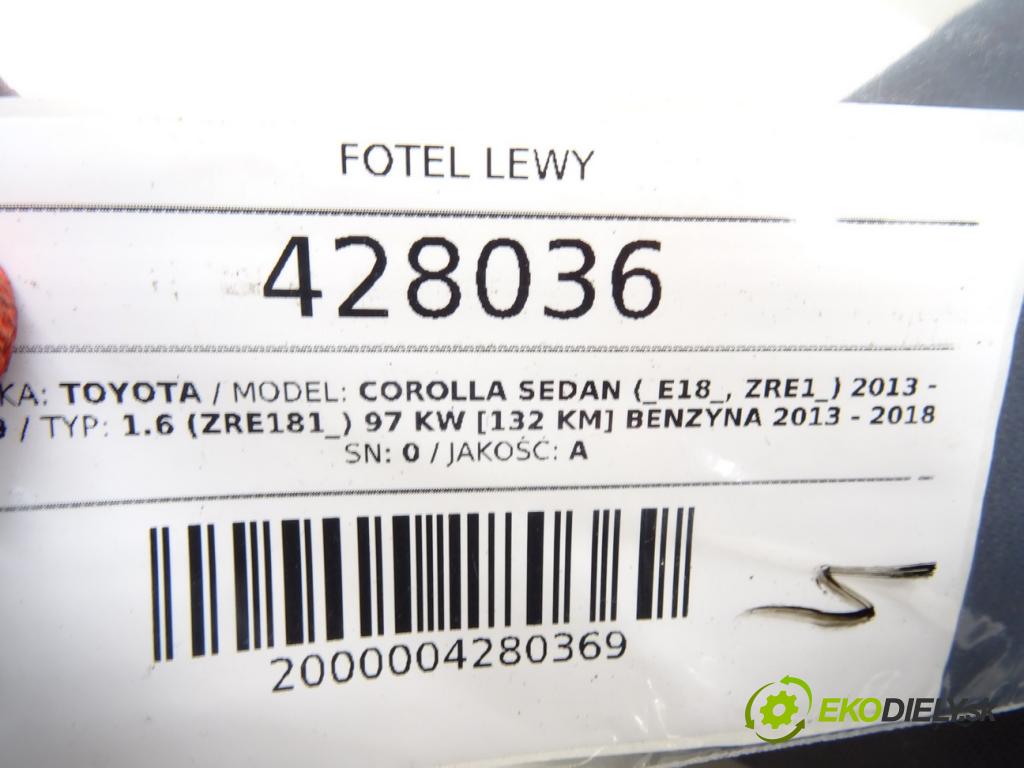 FOTEL LEWY
428036
KA: TOYOTA / MODEL: COROLLA SEDAN (_E18_, ZRE1_) 2013 -
9 / TYP: 1.6 (ZRE181_) 97 KW [132 KM] BENZYNA 2013 - 2018
SN: 0 / JAKOŚĆ: A
2000004280369
EKODIELY.SK